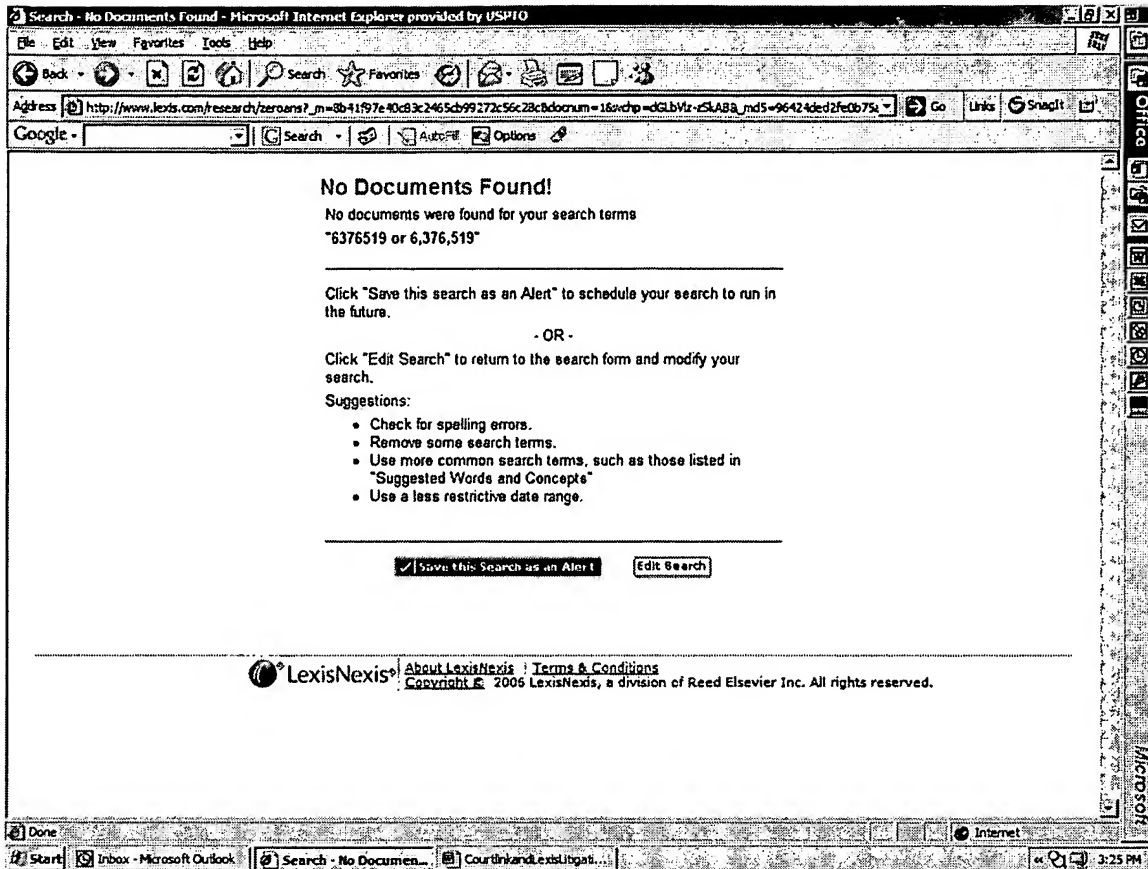 Search - No Documents Found - Microsoft Internet Explorer provided by USPTO
File Edit View Favorites Tools Help
Back Search Favorites
Address Go Links SnagIt
Google - Search AutoFill Options
No Documents Found!
No documents were found for your search terms
"6376519 or 6,376,519"
Click "Save this search as an Alert" to schedule your search to run in
the future.
- OR -
Click "Edit Search" to return to the search form and modify your
search.
Suggestions:
• Check for spelling errors.
• Remove some search terms.
• Use more common search terms, such as those listed in
"Suggested Words and Concepts"
• Use a less restrictive date range.
Save this Search as an Alert Edit Search
LexisNexis About LexisNexis | Terms & Conditions
Copyright © 2006 LexisNexis, a division of Reed Elsevier Inc. All rights reserved.
Done Internet
Start Inbox - Microsoft Outlook Search - No Documen... CourtlinkandLexisLitigati... 3:25 PM
Office
Microsoft